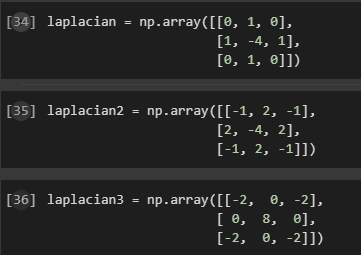 [34] laplacian = np.array([[0, 1, 0],
[1, -4, 1],
[0, 1, 0]])
[35] laplacian2 = np.array([[-1, 2, -1],
[2, -4, 2],
[-1, 2, -1]])
[36] laplacian3 = np.array([[-2, 0, -2],
[ 0, 8, 0],
[-2, 0, -2]])